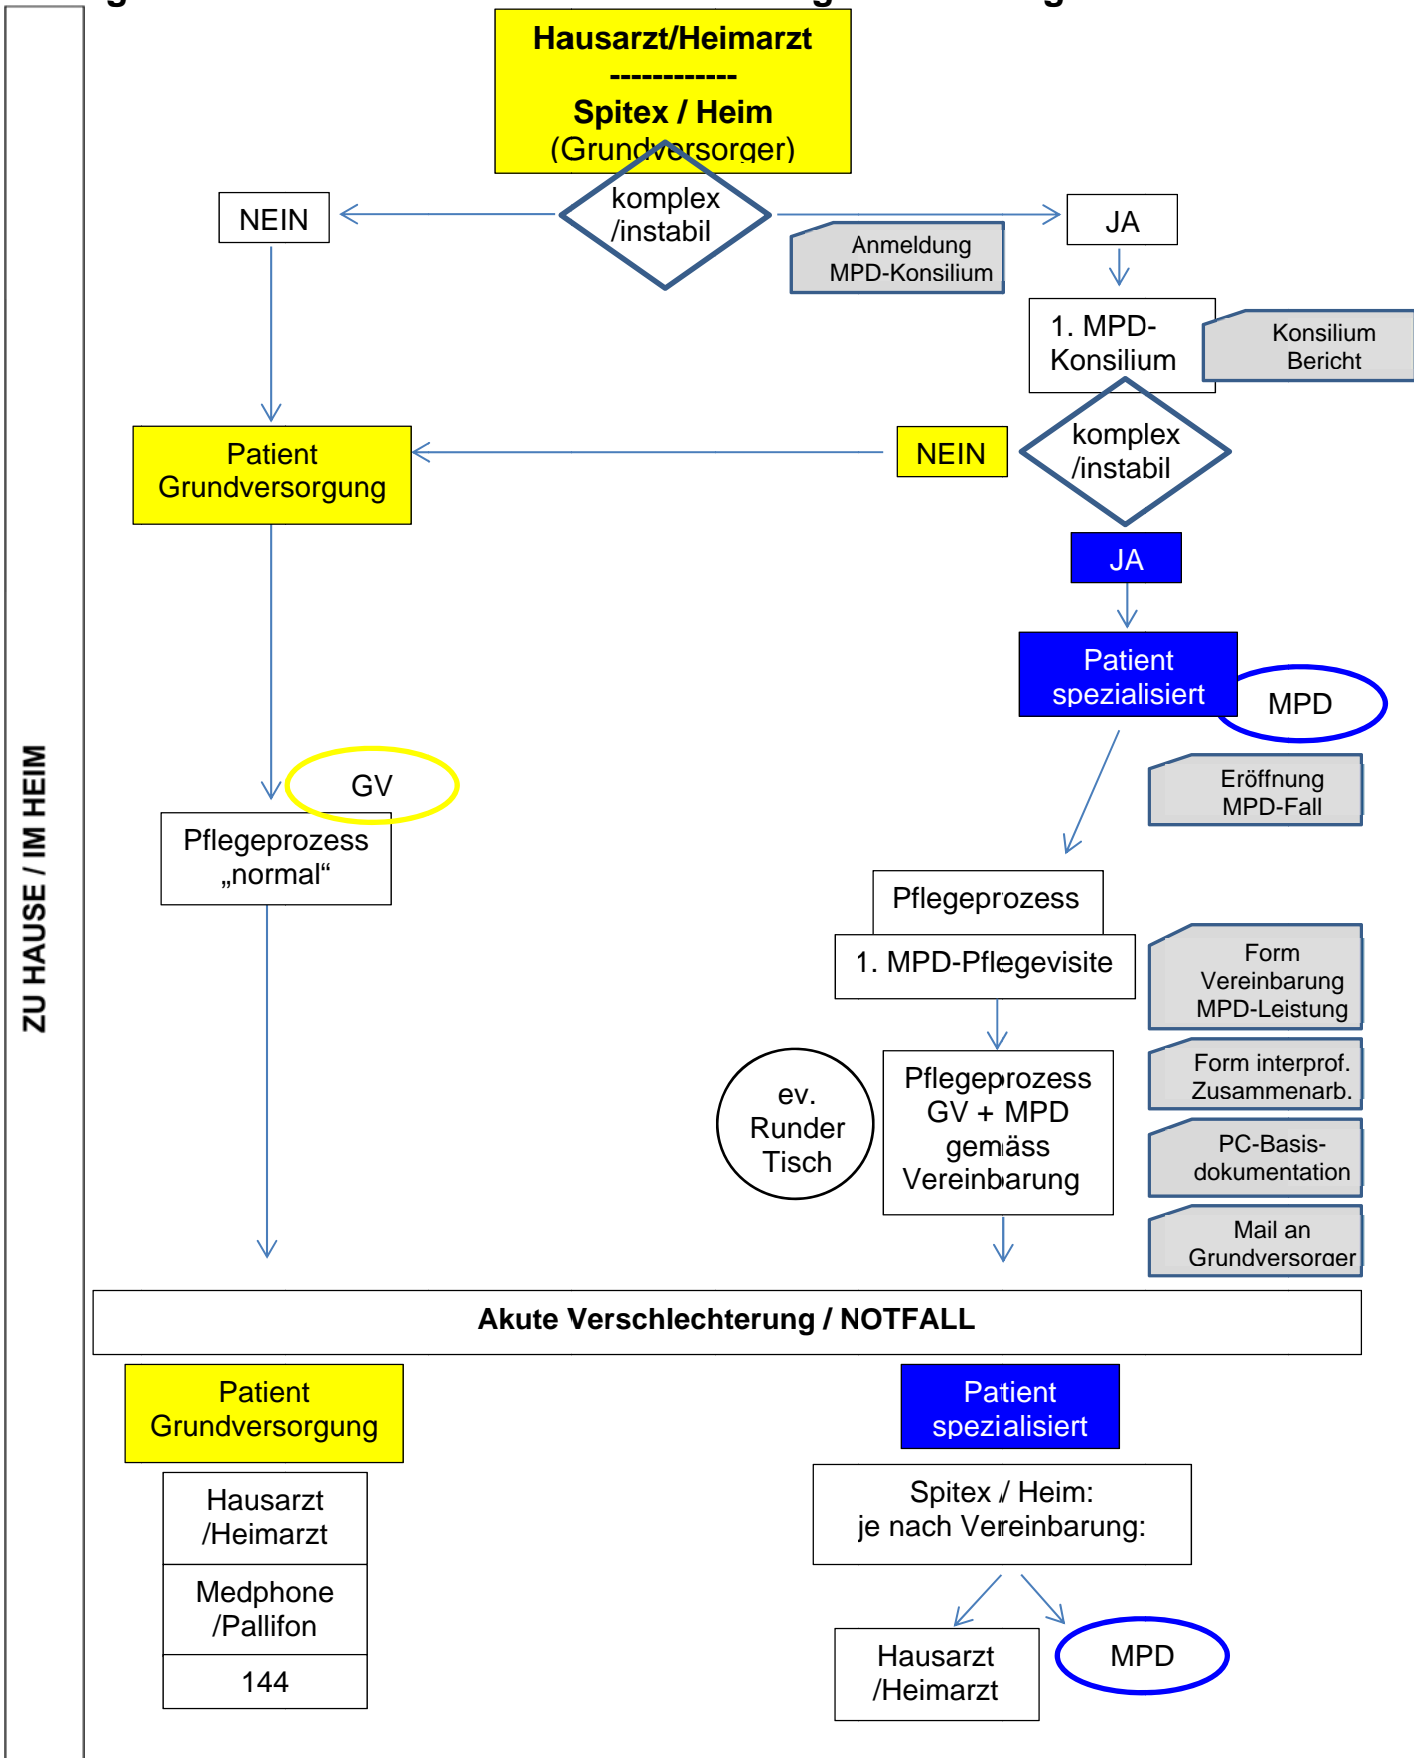 Hausarzt/Heimarzt
------------
Spitex / Heim
(Grundversorger)
komplex
/instabil
NEIN
JA
Anmeldung
MPD-Konsilium
1. MPD-
Konsilium
Konsilium
Bericht
komplex
/instabil
NEIN
Patient
Grundversorgung
JA
Patient
spezialisiert
MPD
Eröffnung
MPD-Fall
GV
Pflegeprozess
„normal“
ZU HAUSE / IM HEIM
Pflegeprozess
1. MPD-Pflegevisite
Form
Vereinbarung
MPD-Leistung
ev.
Runder
Tisch
Pflegeprozess
GV + MPD
gemäss
Vereinbarung
Form interprof.
Zusammenarb.
PC-Basis-
dokumentation
Mail an
Grundversorger
Akute Verschlechterung / NOTFALL
Patient
Grundversorgung
Patient
spezialisiert
Hausarzt
/Heimarzt
Medphone
/Pallifon
144
Spitex / Heim:
je nach Vereinbarung:
Hausarzt
/Heimarzt
MPD